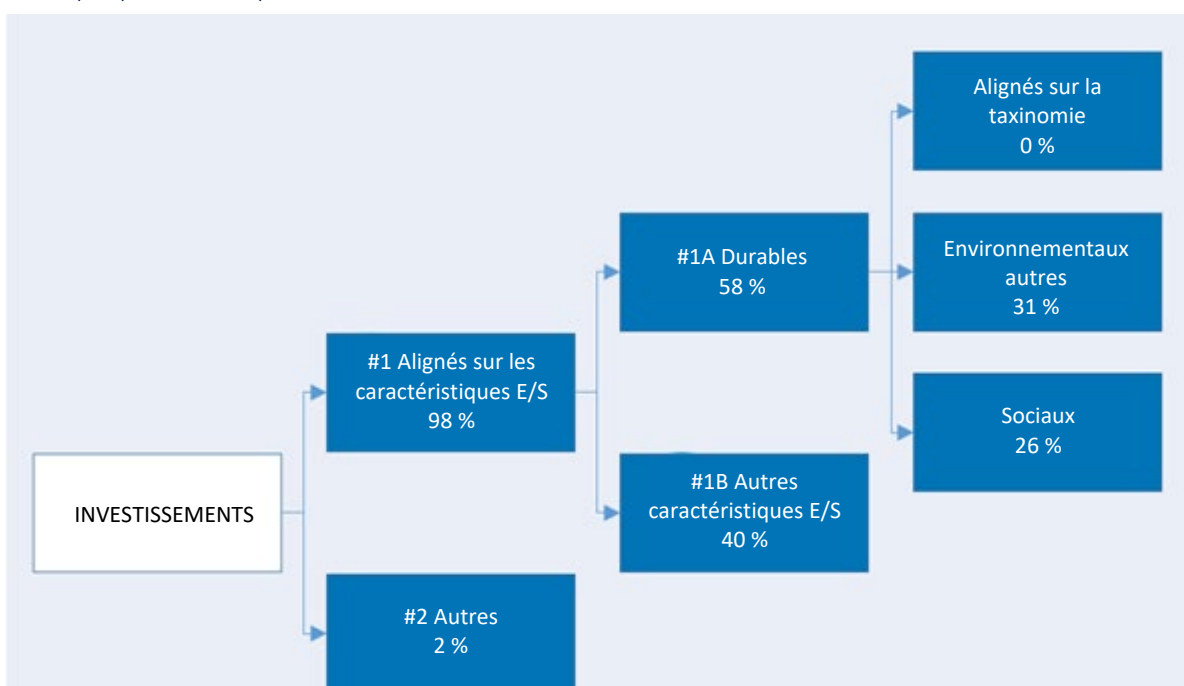 Alignés sur la
taxinomie
0 %
#1A Durables
58 %
Environnementaux
autres
31 %
#1 Alignés sur les
caractéristiques E/S
98 %
Sociaux
26 %
#1B Autres
caractéristiques E/S
40 %
INVESTISSEMENTS
#2 Autres
2 %